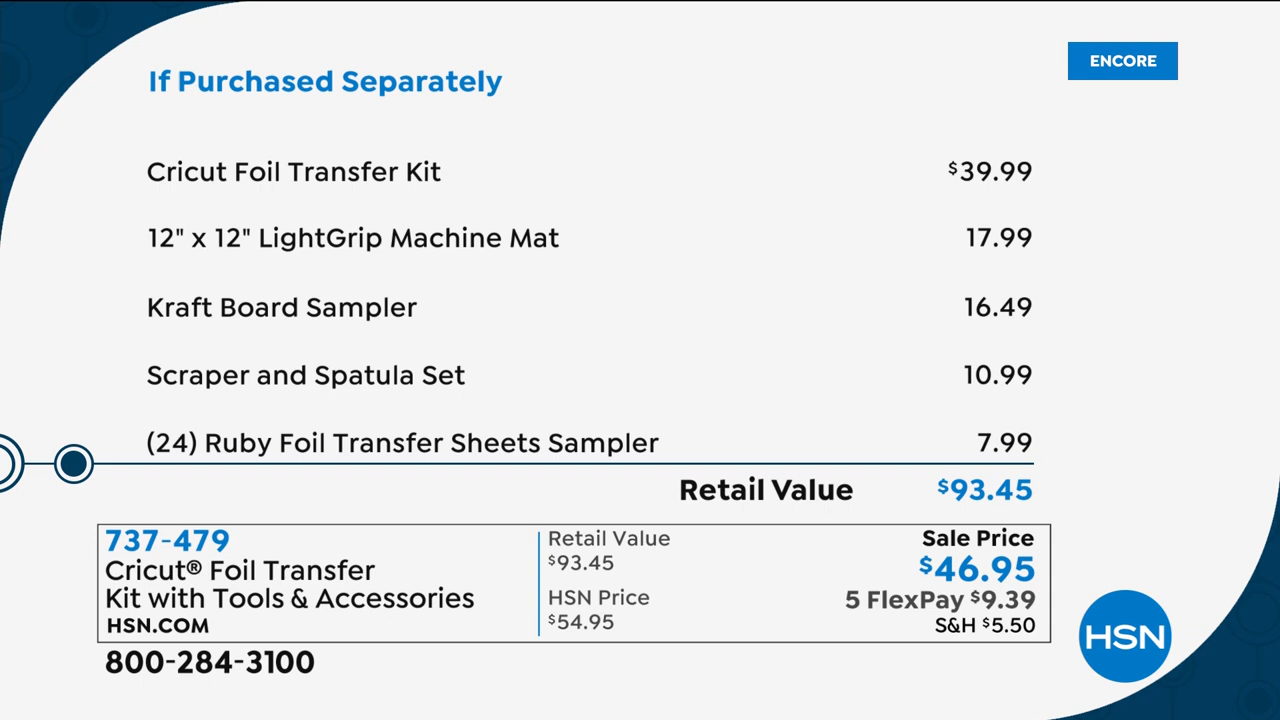 ENCORE
If Purchased Separately
Cricut Foil Transfer Kit $39.99
12" x 12" LightGrip Machine Mat 17.99
Kraft Board Sampler 16.49
Scraper and Spatula Set 10.99
(24) Ruby Foil Transfer Sheets Sampler 7.99
Retail Value $93.45
737-479
Cricut® Foil Transfer
Kit with Tools & Accessories
HSN.COM
Retail Value
$93.45
HSN Price
$54.95
Sale Price
$46.95
5 FlexPay $9.39
S&H $5.50
800-284-3100
HSN